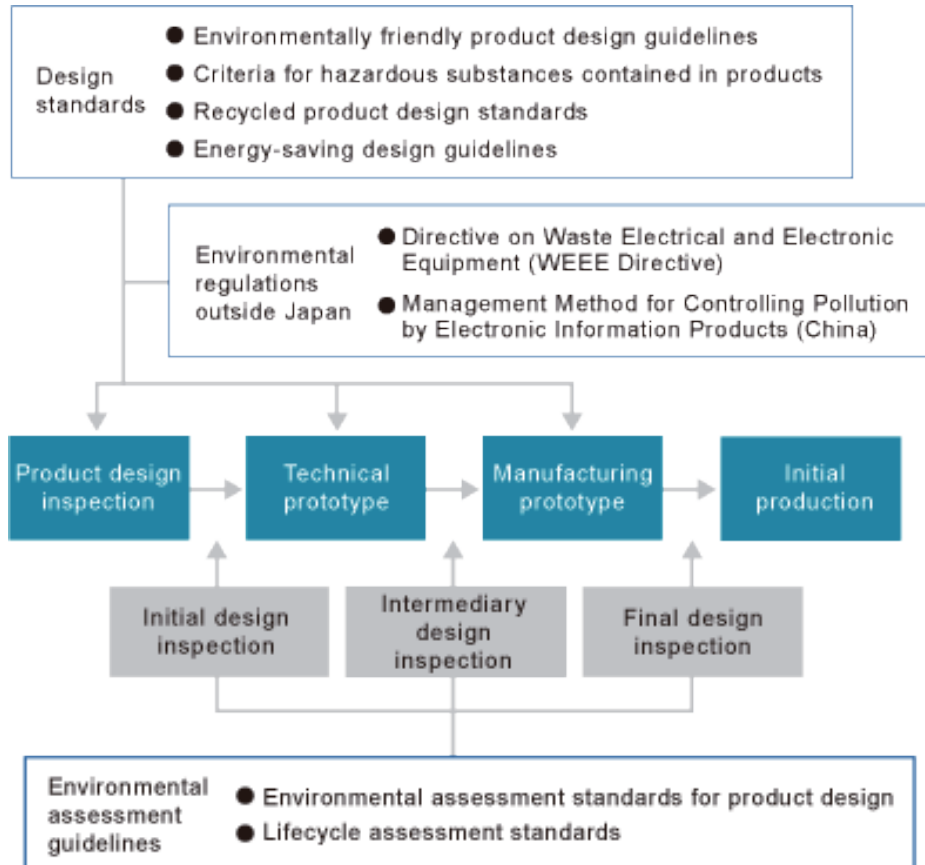 Design
standards
● Environmentally friendly product design guidelines
● Criteria for hazardous substances contained in products
● Recycled product design standards
● Energy-saving design guidelines
Environmental
regulations
outside Japan
● Directive on Waste Electrical and Electronic
Equipment (WEEE Directive)
● Management Method for Controlling Pollution
by Electronic Information Products (China)
Product design
inspection
Technical
prototype
Manufacturing
prototype
Initial
production
Initial design
inspection
Intermediary
design
inspection
Final design
inspection
Environmental
assessment
guidelines
● Environmental assessment standards for product design
● Lifecycle assessment standards